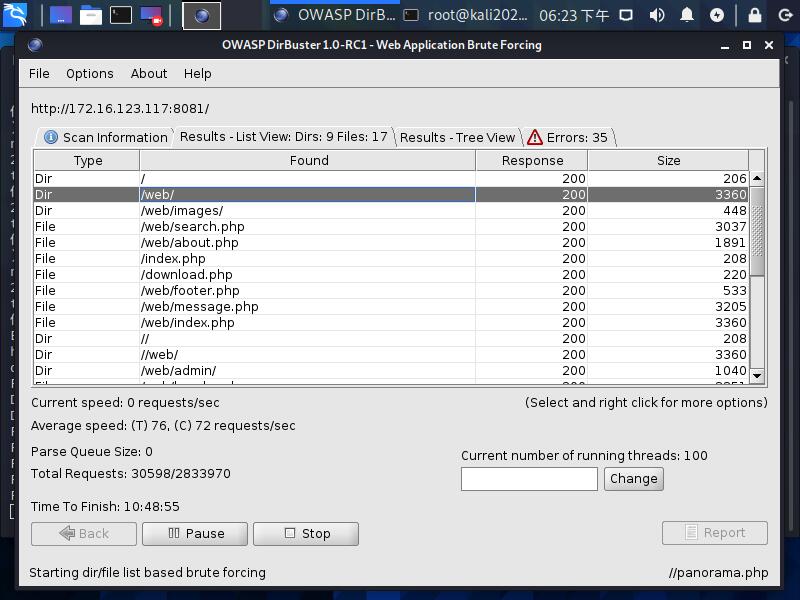 OWASP DirB...
root@kali202...
06:23 下午
OWASP DirBuster 1.0-RC1 - Web Application Brute Forcing
File Options About Help
http://172.16.123.117:8081/
Scan Information Results - List View: Dirs: 9 Files: 17 Results - Tree View Errors: 35
Type Found Response Size
Dir / 200 206
Dir /web/ 200 3360
Dir /web/images/ 200 448
File /web/search.php 200 3037
File /web/about.php 200 1891
File /index.php 200 208
File /download.php 200 220
File /web/footer.php 200 533
File /web/message.php 200 3205
File /web/index.php 200 3360
Dir // 200 208
Dir //web/ 200 3360
Dir /web/admin/ 200 1040
Current speed: 0 requests/sec
(Select and right click for more options)
Average speed: (T) 76, (C) 72 requests/sec
Parse Queue Size: 0
Current number of running threads: 100
Total Requests: 30598/2833970
Change
Time To Finish: 10:48:55
Back Pause Stop Report
Starting dir/file list based brute forcing
//panorama.php